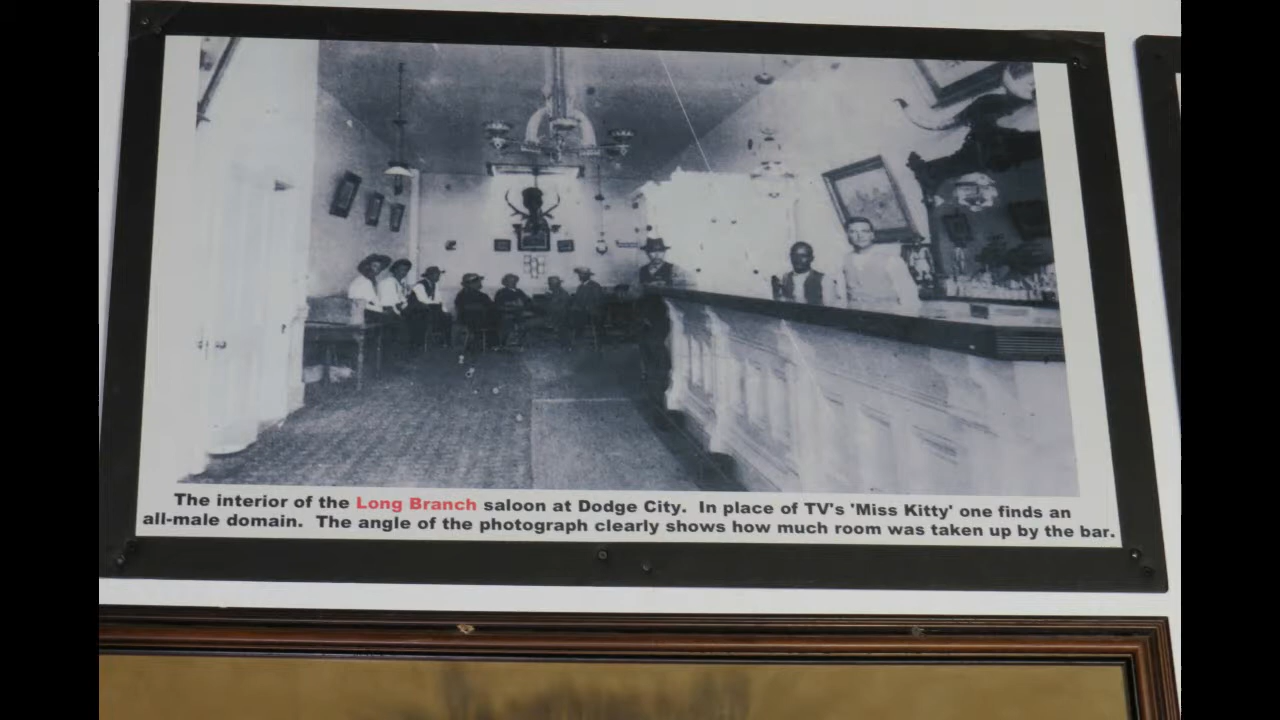 The interior of the Long Branch saloon at Dodge City. In place of TV's 'Miss Kitty' one finds an
all-male domain. The angle of the photograph clearly shows how much room was taken up by the bar.